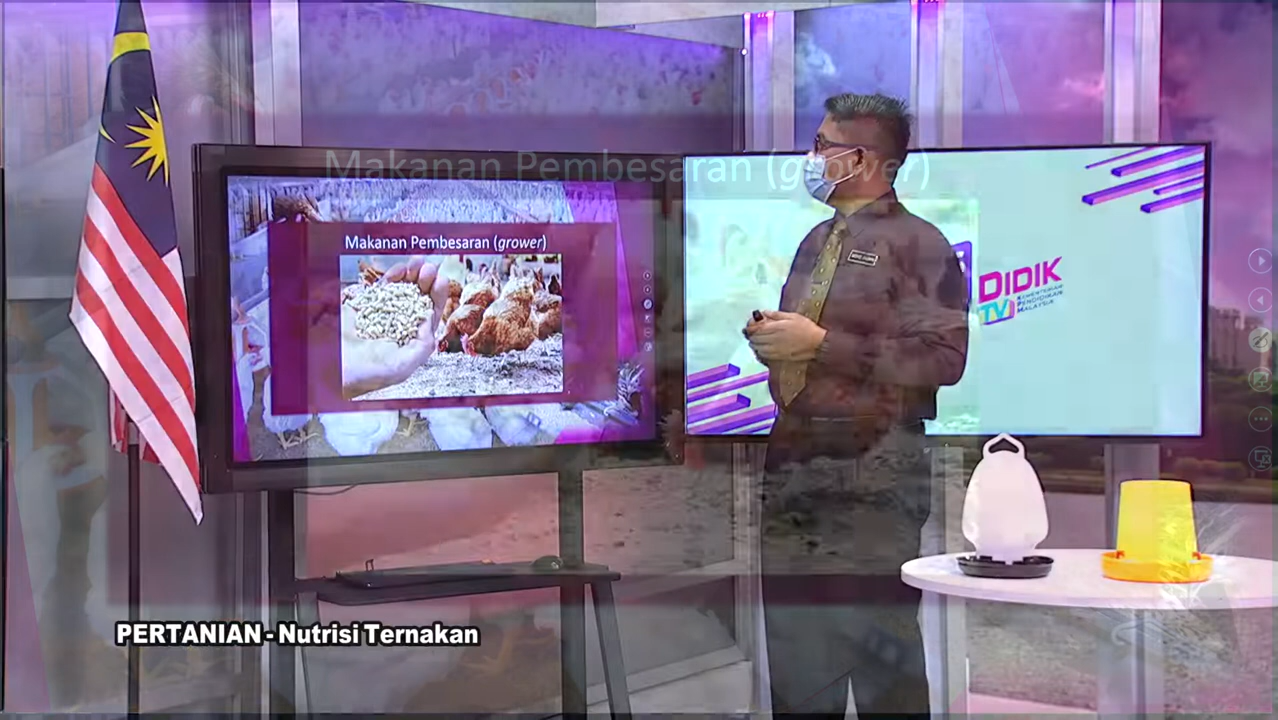 Makanan Pembesaran (grower)
Makanan Pembesaran (grower)
DIDIK
TV
KEMENTERIAN
PENDIDIKAN
MALAYSIA
PERTANIAN - Nutrisi Ternakan